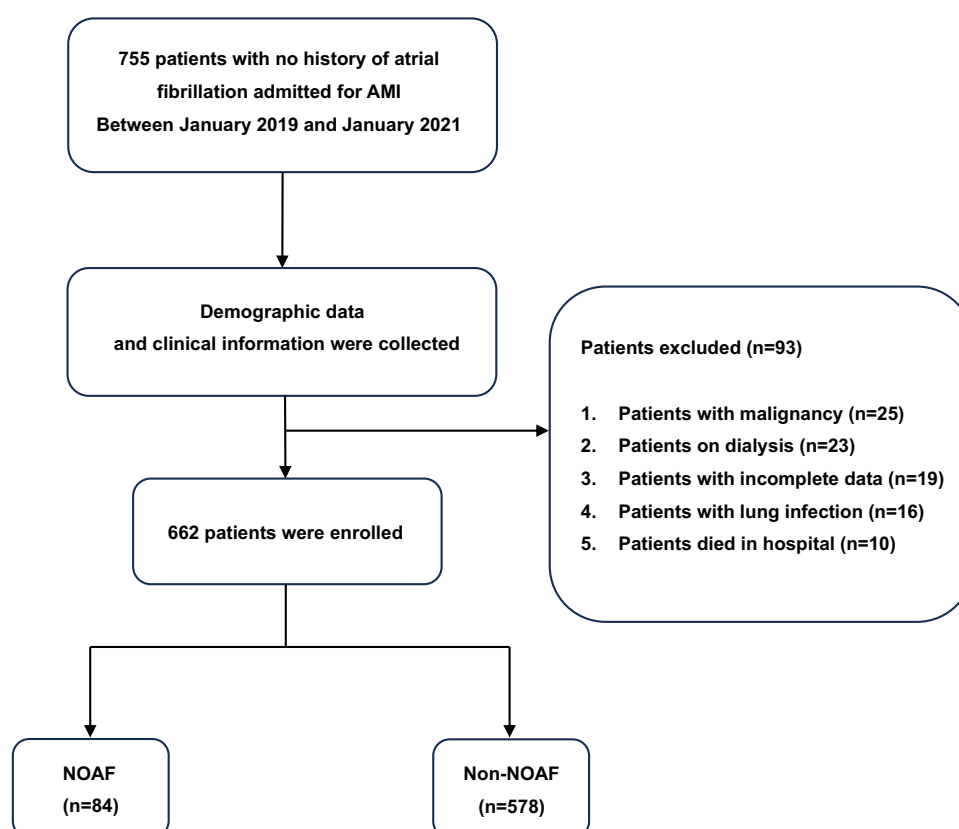 755 patients with no history of atrial
fibrillation admitted for AMI
Between January 2019 and January 2021
Demographic data
and clinical information were collected
Patients excluded (n=93)
1. Patients with malignancy (n=25)
2. Patients on dialysis (n=23)
3. Patients with incomplete data (n=19)
4. Patients with lung infection (n=16)
5. Patients died in hospital (n=10)
662 patients were enrolled
NOAF
(n=84)
Non-NOAF
(n=578)